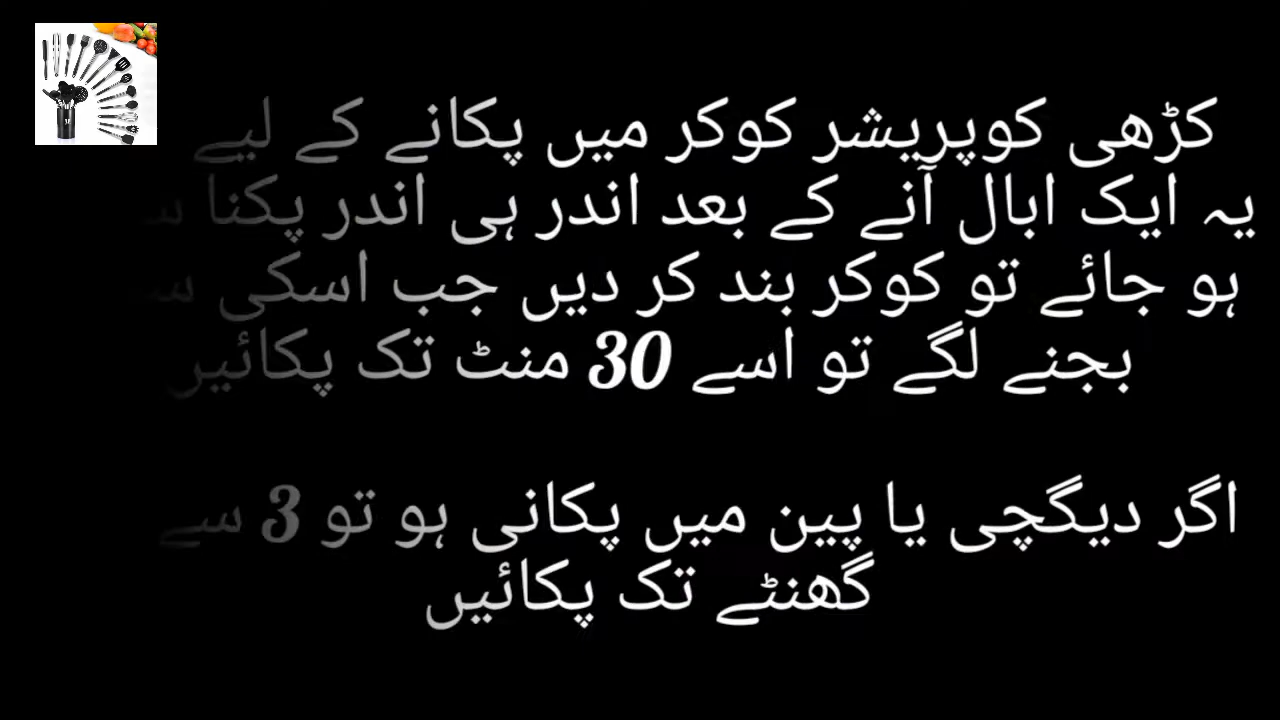 کڑھی کوپریشر کوکر میں پکانے کے لیے
یہ ایک ابال آنے کے بعد اندر ہی اندر پکنا
ہو جائے تو کوکر بند کر دیں جب اسکی
بجنے لگے تو اسے 30 منٹ تک پکائیں
اگر دیگچی یا پین میں پکانی ہو تو 3 سے
گھنٹے تک پکائیں